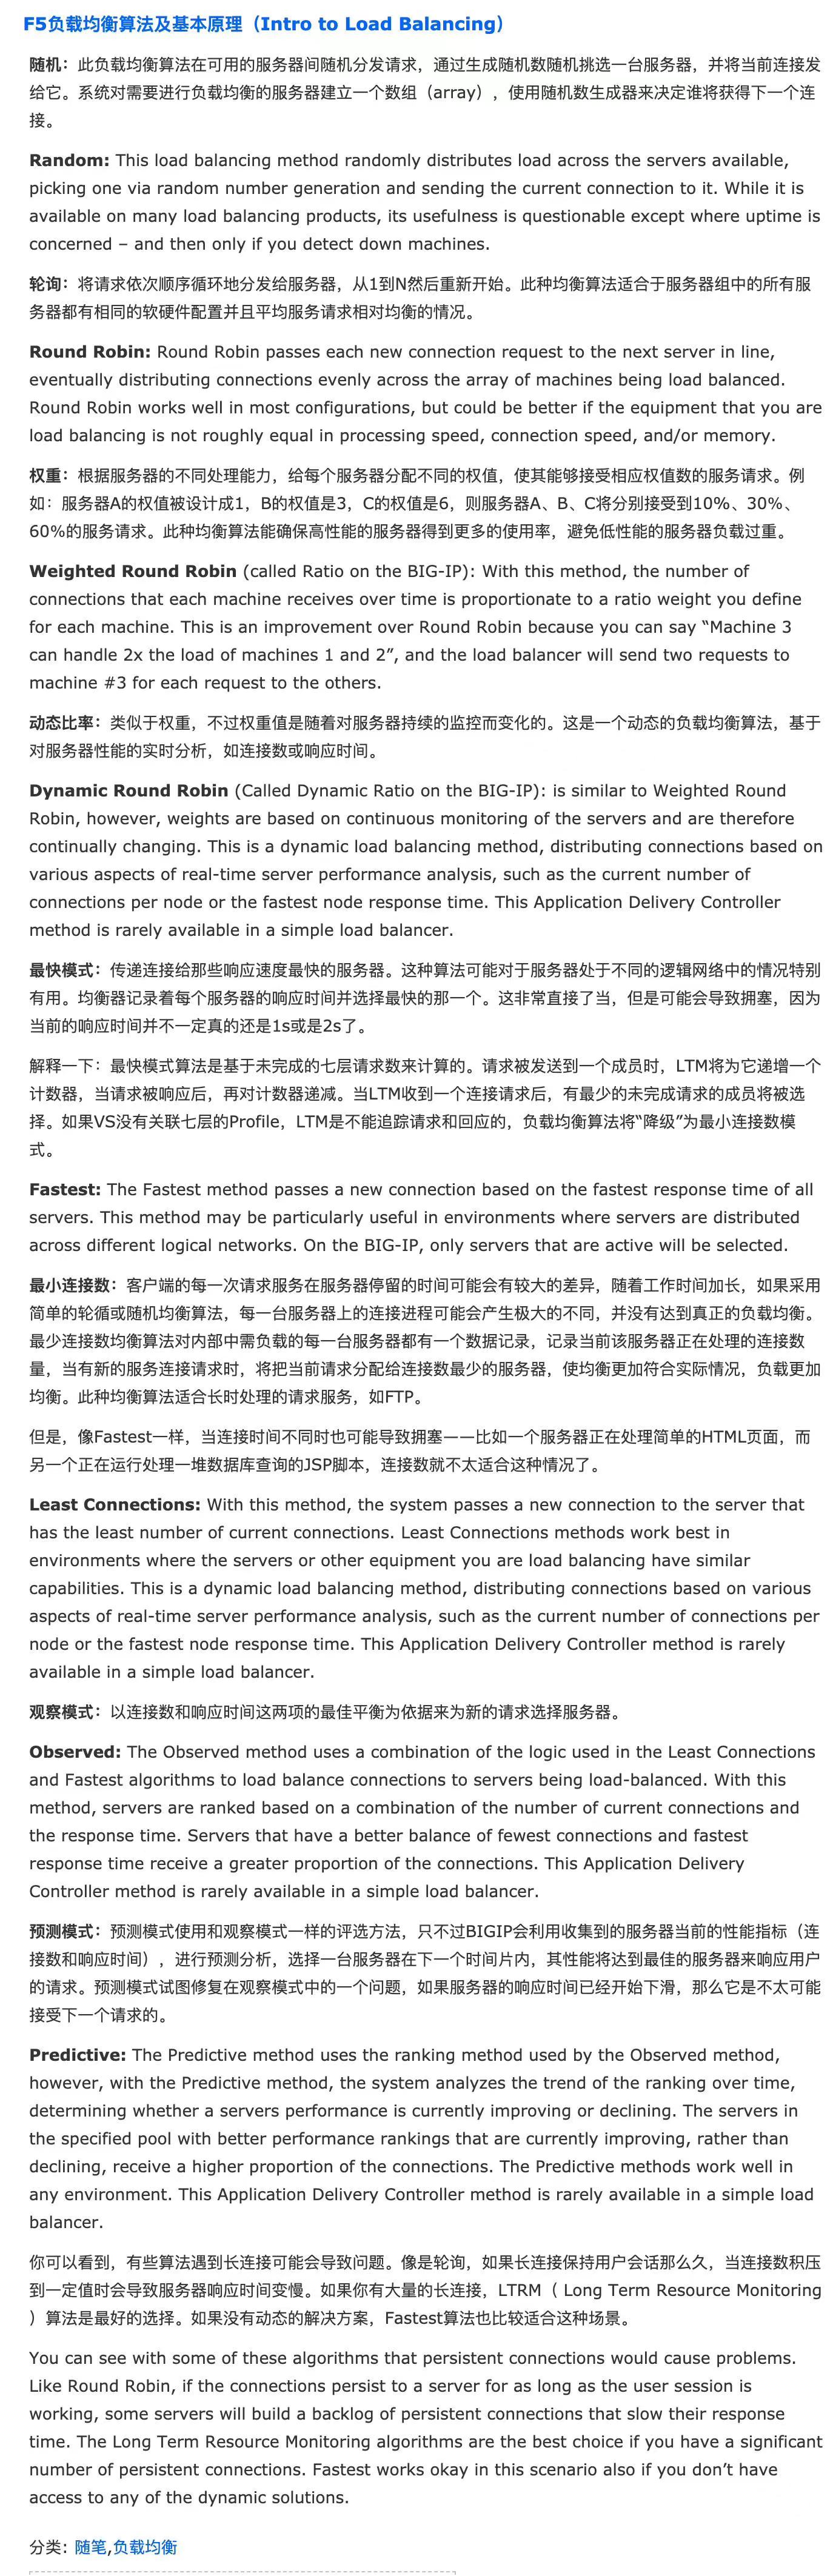 F5负载均衡算法及基本原理（Intro to Load Balancing）
随机：此负载均衡算法在可用的服务器间随机分发请求，通过生成随机数随机挑选一台服务器，并将当前连接发
给它。系统对需要进行负载均衡的服务器建立一个数组（array），使用随机数生成器来决定谁将获得下一个连
接。
Random: This load balancing method randomly distributes load across the servers available,
picking one via random number generation and sending the current connection to it. While it is
available on many load balancing products, its usefulness is questionable except where uptime is
concerned – and then only if you detect down machines.
轮询：将请求依次顺序循环地分发给服务器，从1到N然后重新开始。此种均衡算法适合于服务器组中的所有服
务器都有相同的软硬件配置并且平均服务请求相对均衡的情况。
Round Robin: Round Robin passes each new connection request to the next server in line,
eventually distributing connections evenly across the array of machines being load balanced.
Round Robin works well in most configurations, but could be better if the equipment that you are
load balancing is not roughly equal in processing speed, connection speed, and/or memory.
权重：根据服务器的不同处理能力，给每个服务器分配不同的权值，使其能够接受相应权值数的服务请求。例
如：服务器A的权值被设计成1，B的权值是3，C的权值是6，则服务器A、B、C将分别接受到10%、30%、
60%的服务请求。此种均衡算法能确保高性能的服务器得到更多的使用率，避免低性能的服务器负载过重。
Weighted Round Robin (called Ratio on the BIG-IP): With this method, the number of
connections that each machine receives over time is proportionate to a ratio weight you define
for each machine. This is an improvement over Round Robin because you can say “Machine 3
can handle 2x the load of machines 1 and 2”, and the load balancer will send two requests to
machine #3 for each request to the others.
动态比率：类似于权重，不过权重值是随着对服务器持续的监控而变化的。这是一个动态的负载均衡算法，基于
对服务器性能的实时分析，如连接数或响应时间。
Dynamic Round Robin (Called Dynamic Ratio on the BIG-IP): is similar to Weighted Round
Robin, however, weights are based on continuous monitoring of the servers and are therefore
continually changing. This is a dynamic load balancing method, distributing connections based on
various aspects of real-time server performance analysis, such as the current number of
connections per node or the fastest node response time. This Application Delivery Controller
method is rarely available in a simple load balancer.
最快模式：传递连接给那些响应速度最快的服务器。这种算法可能对于服务器处于不同的逻辑网络中的情况特别
有用。均衡器记录着每个服务器的响应时间并选择最快的那一个。这非常直接了当，但是可能会导致拥塞，因为
当前的响应时间并不一定真的还是1s或是2s了。
解释一下：最快模式算法是基于未完成的七层请求数来计算的。请求被发送到一个成员时，LTM将为它递增一个
计数器，当请求被响应后，再对计数器递减。当LTM收到一个连接请求后，有最少的未完成请求的成员将被选
择。如果VS没有关联七层的Profile，LTM是不能追踪请求和回应的，负载均衡算法将“降级”为最小连接数模
式。
Fastest: The Fastest method passes a new connection based on the fastest response time of all
servers. This method may be particularly useful in environments where servers are distributed
across different logical networks. On the BIG-IP, only servers that are active will be selected.
最小连接数：客户端的每一次请求服务在服务器停留的时间可能会有较大的差异，随着工作时间加长，如果采用
简单的轮循或随机均衡算法，每一台服务器上的连接进程可能会产生极大的不同，并没有达到真正的负载均衡。
最少连接数均衡算法对内部中需负载的每一台服务器都有一个数据记录，记录当前该服务器正在处理的连接数
量，当有新的服务连接请求时，将把当前请求分配给连接数最少的服务器，使均衡更加符合实际情况，负载更加
均衡。此种均衡算法适合长时处理的请求服务，如FTP。
但是，像Fastest一样，当连接时间不同时也可能导致拥塞——比如一个服务器正在处理简单的HTML页面，而
另一个正在运行处理一堆数据库查询的JSP脚本，连接数就不太适合这种情况了。
Least Connections: With this method, the system passes a new connection to the server that
has the least number of current connections. Least Connections methods work best in
environments where the servers or other equipment you are load balancing have similar
capabilities. This is a dynamic load balancing method, distributing connections based on various
aspects of real-time server performance analysis, such as the current number of connections per
node or the fastest node response time. This Application Delivery Controller method is rarely
available in a simple load balancer.
观察模式：以连接数和响应时间这两项的最佳平衡为依据来为新的请求选择服务器。
Observed: The Observed method uses a combination of the logic used in the Least Connections
and Fastest algorithms to load balance connections to servers being load-balanced. With this
method, servers are ranked based on a combination of the number of current connections and
the response time. Servers that have a better balance of fewest connections and fastest
response time receive a greater proportion of the connections. This Application Delivery
Controller method is rarely available in a simple load balancer.
预测模式：预测模式使用和观察模式一样的评选方法，只不过BIGIP会利用收集到的服务器当前的性能指标（连
接数和响应时间），进行预测分析，选择一台服务器在下一个时间片内，其性能将达到最佳的服务器来响应用户
的请求。预测模式试图修复在观察模式中的一个问题，如果服务器的响应时间已经开始下滑，那么它是不太可能
接受下一个请求的。
Predictive: The Predictive method uses the ranking method used by the Observed method,
however, with the Predictive method, the system analyzes the trend of the ranking over time,
determining whether a servers performance is currently improving or declining. The servers in
the specified pool with better performance rankings that are currently improving, rather than
declining, receive a higher proportion of the connections. The Predictive methods work well in
any environment. This Application Delivery Controller method is rarely available in a simple load
balancer.
你可以看到，有些算法遇到长连接可能会导致问题。像是轮询，如果长连接保持用户会话那么久，当连接数积压
到一定值时会导致服务器响应时间变慢。如果你有大量的长连接，LTRM（ Long Term Resource Monitoring
）算法是最好的选择。如果没有动态的解决方案，Fastest算法也比较适合这种场景。
You can see with some of these algorithms that persistent connections would cause problems.
Like Round Robin, if the connections persist to a server for as long as the user session is
working, some servers will build a backlog of persistent connections that slow their response
time. The Long Term Resource Monitoring algorithms are the best choice if you have a significant
number of persistent connections. Fastest works okay in this scenario also if you don’t have
access to any of the dynamic solutions.
分类: 随笔,负载均衡